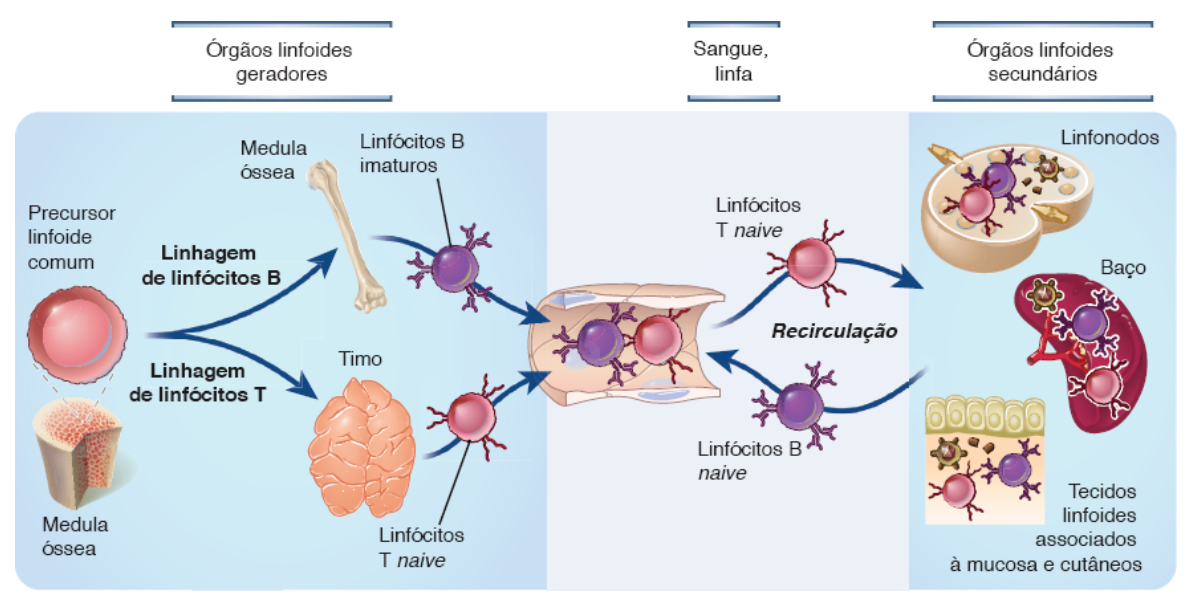 Órgãos linfoides
geradores
Sangue,
linfa
Órgãos linfoides
secundários
Precursor
linfoide
comum
Linhagem
de linfócitos B
Linhagem
de linfócitos T
Medula
óssea
Medula
óssea
Linfócitos B
imaturos
Timo
Linfócitos
T naive
Linfócitos
T naive
Recirculação
Linfócitos B
naive
Linfonodos
Baço
Tecidos
linfoides
associados
à mucosa e cutâneos